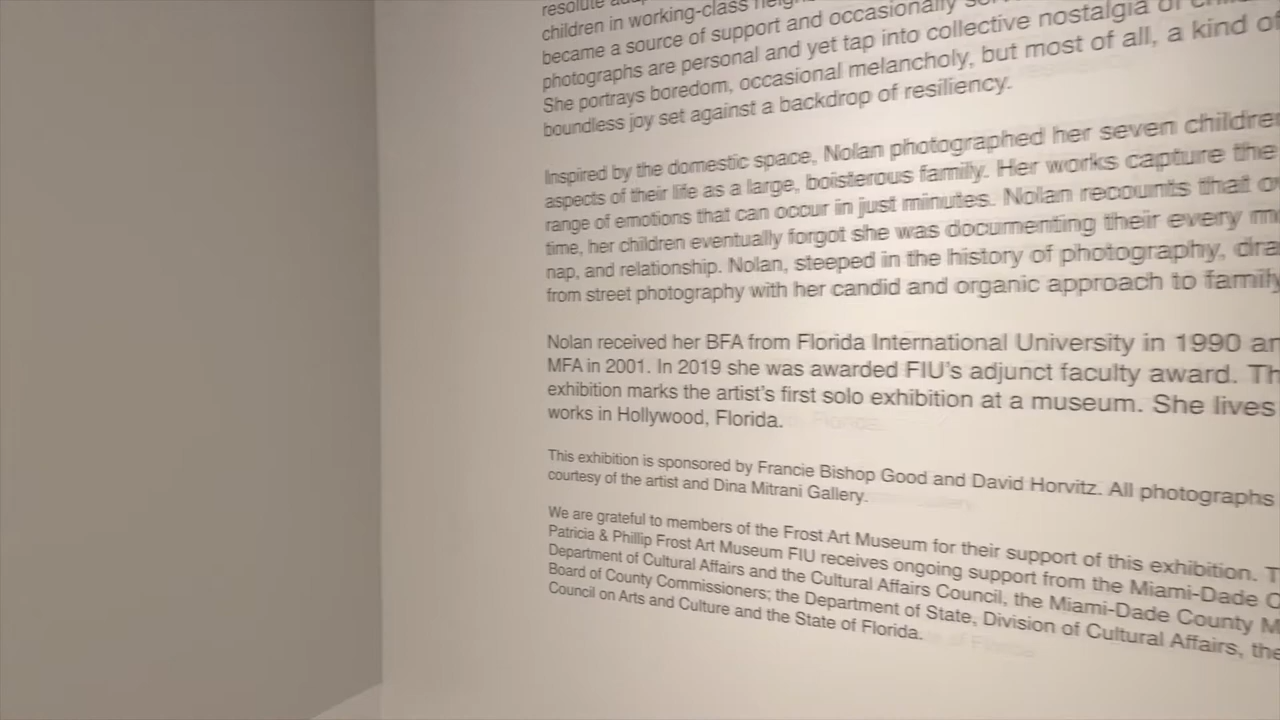 resolute
children in working-class
became a source of support and occasionally
photographs are personal and yet tap into collective nostalgia of
She portrays boredom, occasional melancholy, but most of all, a kind of
boundless joy set against a backdrop of resiliency.
Inspired by the domestic space, Nolan photographed her seven children
aspects of their life as a large, boisterous family. Her works capture the
range of emotions that can occur in just minutes. Nolan recounts that
time, her children eventually forgot she was documenting their every
nap, and relationship. Nolan, steeped in the history of photography,
from street photography with her candid and organic approach to family
Nolan received her BFA from Florida International University in 1990
MFA in 2001. In 2019 she was awarded FIU's adjunct faculty award.
exhibition marks the artist's first solo exhibition at a museum. She lives
works in Hollywood, Florida.
This exhibition is sponsored by Francie Bishop Good and David Horvitz. All photographs
courtesy of the artist and Dina Mitrani Gallery.
We are grateful to members of the Frost Art Museum for their support of this exhibition.
Patricia & Phillip Frost Art Museum FIU receives ongoing support from the Miami-Dade
Department of Cultural Affairs and the Cultural Affairs Council, the Miami-Dade County
Board of County Commissioners; the Department of State, Division of Cultural Affairs, the
Council on Arts and Culture and the State of Florida.